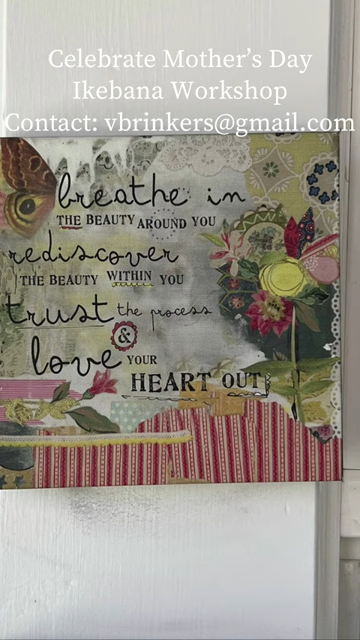 Celebrate Mother's Day
Ikebana Workshop
Contact: vbrinkers@gmail.com
breathe in
THE BEAUTY AROUND YOU
rediscover
THE BEAUTY WITHIN YOU
trust the process
&
love YOUR
HEART OUT